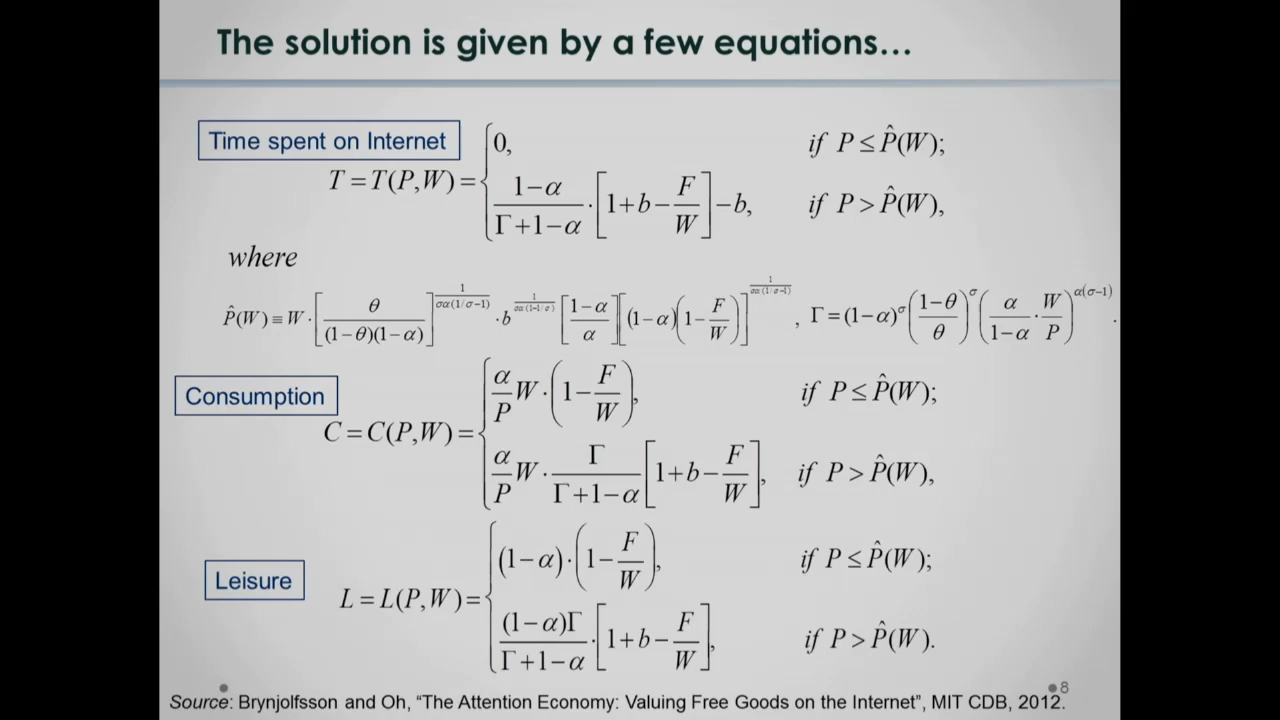 The solution is given by a few equations…
Time spent on Internet
T = T(P,W) = { 0, if P ≤ P̂(W);
(1−α)/(Γ+1−α) · [1+b−F/W] −b, if P > P̂(W),
where
P̂(W) ≡ W · [θ/((1−θ)(1−α))]^(1/(σα(1/σ−1))) · b^(1/(σα(1−1/σ))) [(1−α)/α] [(1−α)(1−F/W)]^(1/(σα(1/σ−1))) , Γ = (1−α)^σ ((1−θ)/θ)^σ (α/(1−α) · W/P)^(α(σ−1)) .
Consumption
C = C(P,W) = { (α/P) W · (1−F/W), if P ≤ P̂(W);
(α/P) W · Γ/(Γ+1−α) [1+b−F/W], if P > P̂(W),
Leisure
L = L(P,W) = { (1−α) · (1−F/W), if P ≤ P̂(W);
(1−α)Γ/(Γ+1−α) · [1+b−F/W], if P > P̂(W).
8
Source: Brynjolfsson and Oh, “The Attention Economy: Valuing Free Goods on the Internet”, MIT CDB, 2012.